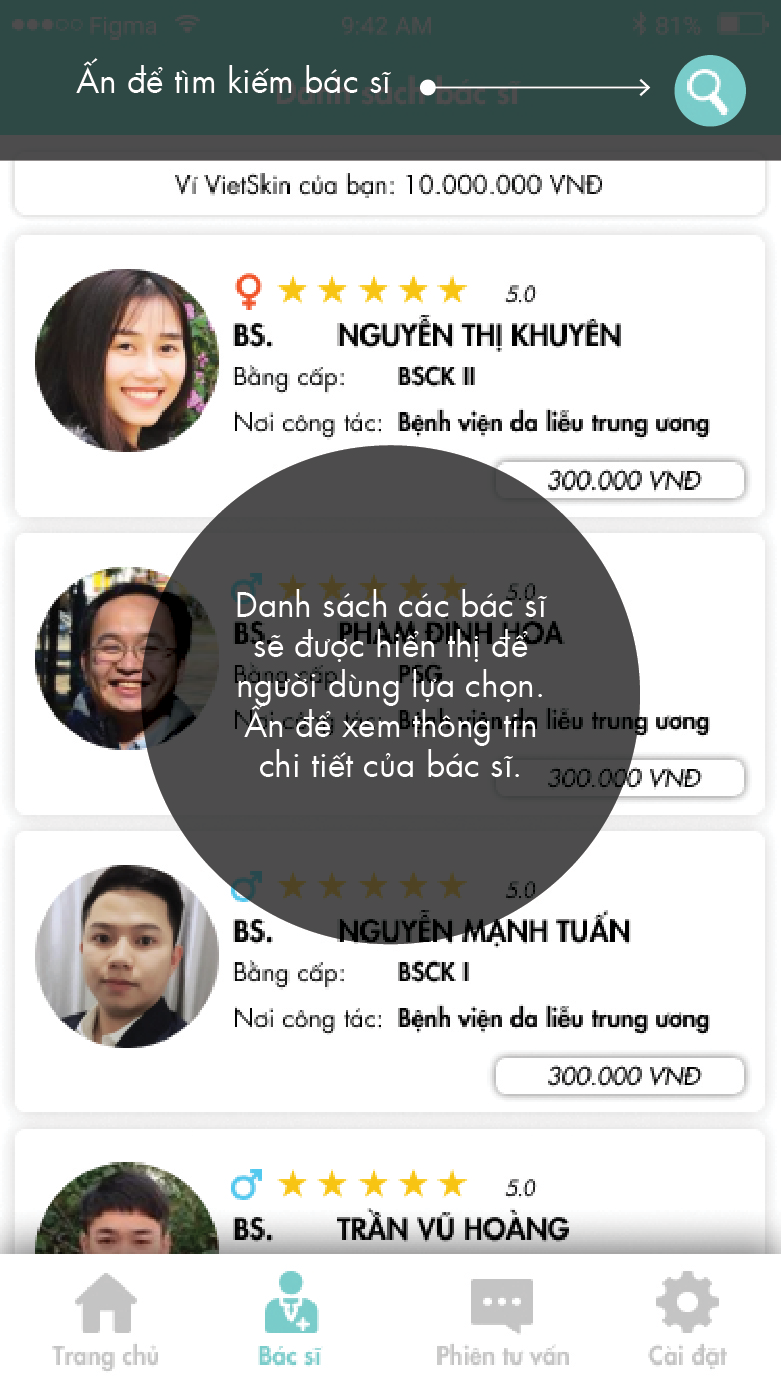 Figma 9:42 AM 81%
Ấn để tìm kiếm bác sĩ
Danh sách bác sĩ
Ví VietSkin của bạn: 10.000.000 VNĐ
5.0
BS. NGUYỄN THỊ KHUYÊN
Bằng cấp: BSCK II
Nơi công tác: Bệnh viện da liễu trung ương
300.000 VNĐ
5.0
BS. PHẠM ĐÌNH HÒA
Bằng cấp: PSG
Nơi công tác: Bệnh viện da liễu trung ương
300.000 VNĐ
Danh sách các bác sĩ
sẽ được hiển thị để
người dùng lựa chọn.
Ấn để xem thông tin
chi tiết của bác sĩ.
5.0
BS. NGUYỄN MẠNH TUẤN
Bằng cấp: BSCK I
Nơi công tác: Bệnh viện da liễu trung ương
300.000 VNĐ
5.0
BS. TRẦN VŨ HOÀNG
Trang chủ Bác sĩ Phiên tư vấn Cài đặt